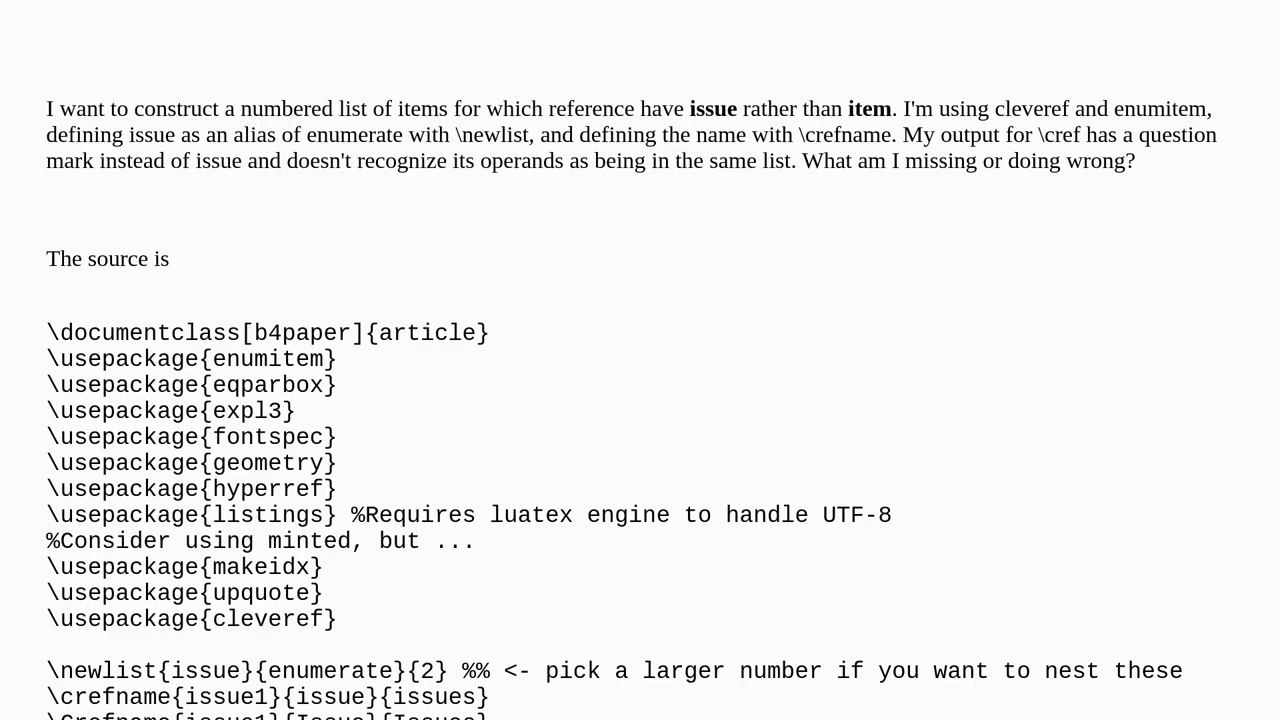 I want to construct a numbered list of items for which reference have issue rather than item. I'm using cleveref and enumitem,
defining issue as an alias of enumerate with \newlist, and defining the name with \crefname. My output for \cref has a question
mark instead of issue and doesn't recognize its operands as being in the same list. What am I missing or doing wrong?
The source is
\documentclass[b4paper]{article}
\usepackage{enumitem}
\usepackage{eqparbox}
\usepackage{expl3}
\usepackage{fontspec}
\usepackage{geometry}
\usepackage{hyperref}
\usepackage{listings} %Requires luatex engine to handle UTF-8
%Consider using minted, but ...
\usepackage{makeidx}
\usepackage{upquote}
\usepackage{cleveref}
\newlist{issue}{enumerate}{2} %% <- pick a larger number if you want to nest these
\crefname{issue1}{issue}{issues}
\Crefname{issue1}{Issue}{Issues}